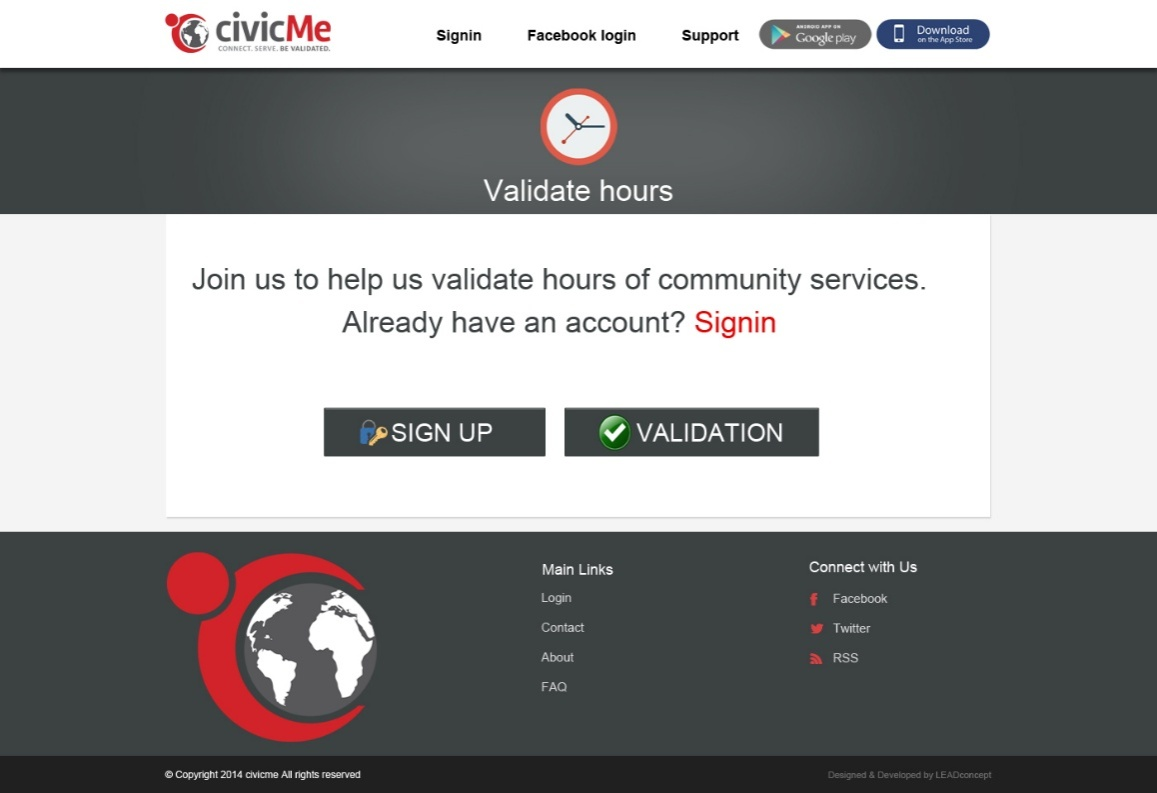 civicMe
CONNECT. SERVE. BE VALIDATED.
Signin
Facebook login
Support
ANDROID APP ON
Google play
Download
on the App Store
Validate hours
Join us to help us validate hours of community services.
Already have an account? Signin
SIGN UP
VALIDATION
Main Links
Login
Contact
About
FAQ
Connect with Us
Facebook
Twitter
RSS
© Copyright 2014 civicme All rights reserved
Designed & Developed by LEADconcept